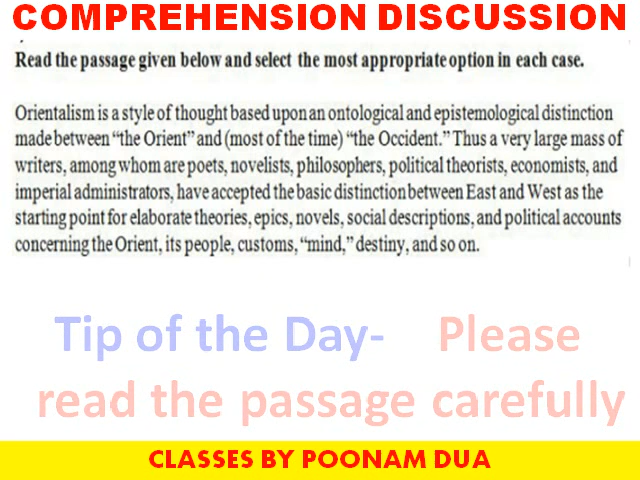 COMPREHENSION DISCUSSION
Read the passage given below and select the most appropriate option in each case.
Orientalism is a style of thought based upon an ontological and epistemological distinction
made between “the Orient” and (most of the time) “the Occident.” Thus a very large mass of
writers, among whom are poets, novelists, philosophers, political theorists, economists, and
imperial administrators, have accepted the basic distinction between East and West as the
starting point for elaborate theories, epics, novels, social descriptions, and political accounts
concerning the Orient, its people, customs, “mind,” destiny, and so on.
Tip of the Day- Please
read the passage carefully
CLASSES BY POONAM DUA